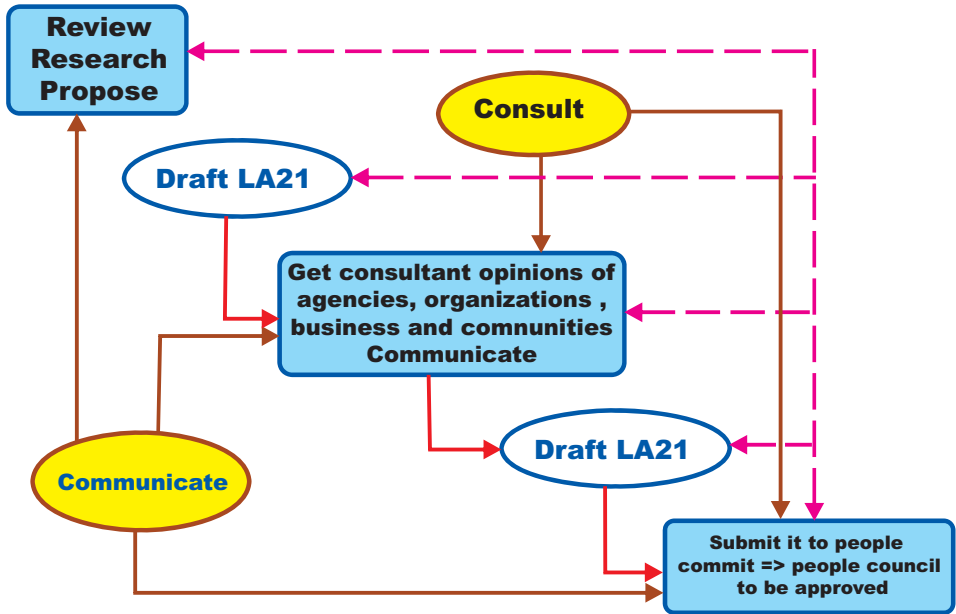 Review
Research
Propose
Consult
Draft LA21
Get consultant opinions of
agencies, organizations ,
business and comnunities
Communicate
Draft LA21
Communicate
Submit it to people
commit => people council
to be approved